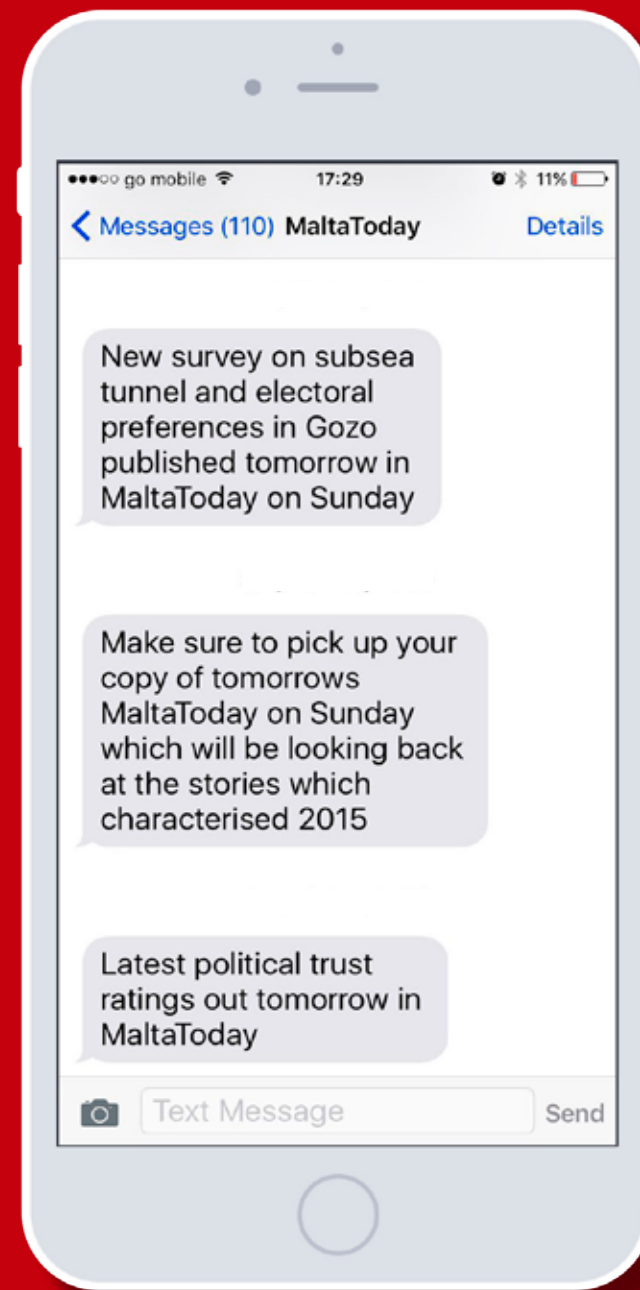 go mobile 17:29 11%
Messages (110) MaltaToday Details
New survey on subsea
tunnel and electoral
preferences in Gozo
published tomorrow in
MaltaToday on Sunday
Make sure to pick up your
copy of tomorrows
MaltaToday on Sunday
which will be looking back
at the stories which
characterised 2015
Latest political trust
ratings out tomorrow in
MaltaToday
Text Message Send